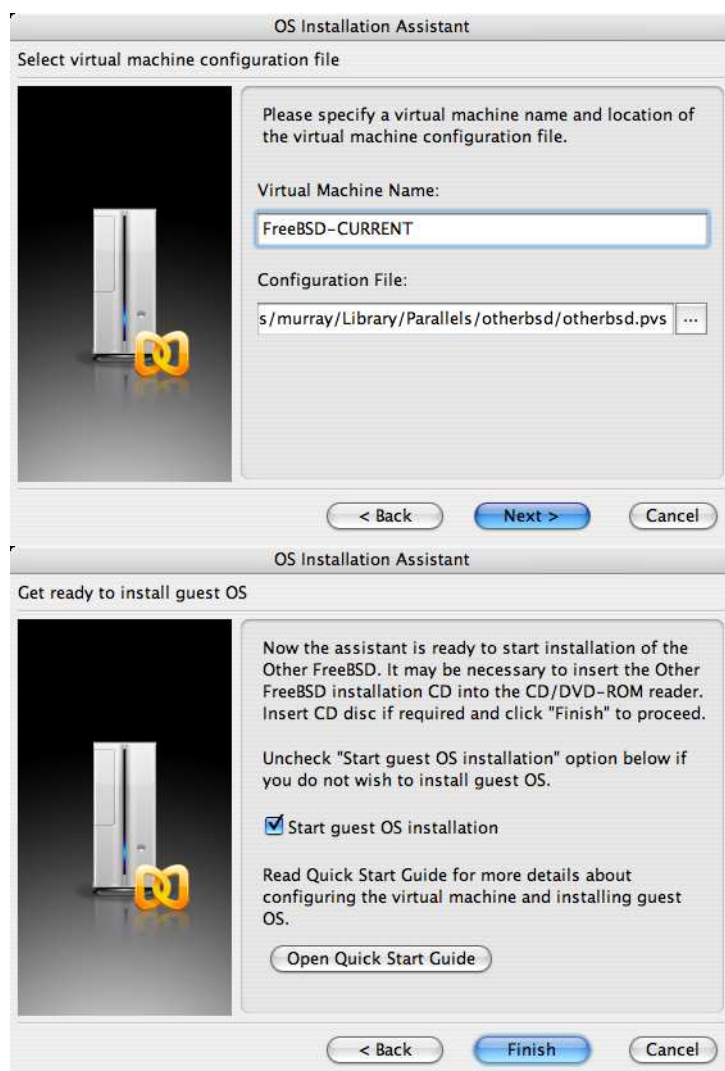 OS Installation Assistant
Select virtual machine configuration file
Please specify a virtual machine name and location of
the virtual machine configuration file.
Virtual Machine Name:
FreeBSD-CURRENT
Configuration File:
s/murray/Library/Parallels/otherbsd/otherbsd.pvs ...
< Back Next > Cancel
OS Installation Assistant
Get ready to install guest OS
Now the assistant is ready to start installation of the
Other FreeBSD. It may be necessary to insert the Other
FreeBSD installation CD into the CD/DVD-ROM reader.
Insert CD disc if required and click "Finish" to proceed.
Uncheck "Start guest OS installation" option below if
you do not wish to install guest OS.
Start guest OS installation
Read Quick Start Guide for more details about
configuring the virtual machine and installing guest
OS.
Open Quick Start Guide
< Back Finish Cancel